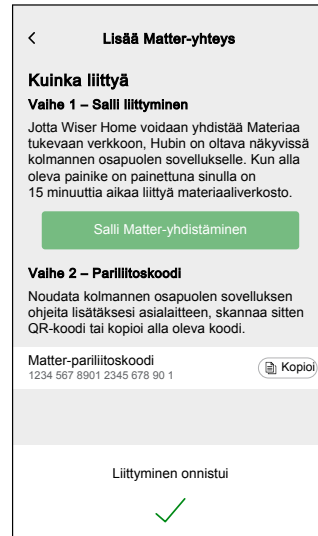 Lisää Matter-yhteys
Kuinka liittyä
Vaihe 1 – Salli liittyminen
Jotta Wiser Home voidaan yhdistää Materiaa
tukevaan verkkoon, Hubin on oltava näkyvissä
kolmannen osapuolen sovellukselle. Kun alla
oleva painike on painettuna sinulla on
15 minuuttia aikaa liittyä materiaaliverkosto.
Salli Matter-yhdistäminen
Vaihe 2 – Pariliitoskoodi
Noudata kolmannen osapuolen sovelluksen
ohjeita lisätäksesi asialaitteen, skannaa sitten
QR-koodi tai kopioi alla oleva koodi.
Matter-pariliitoskoodi
1234 567 8901 2345 678 90 1
Kopioi
Liittyminen onnistui